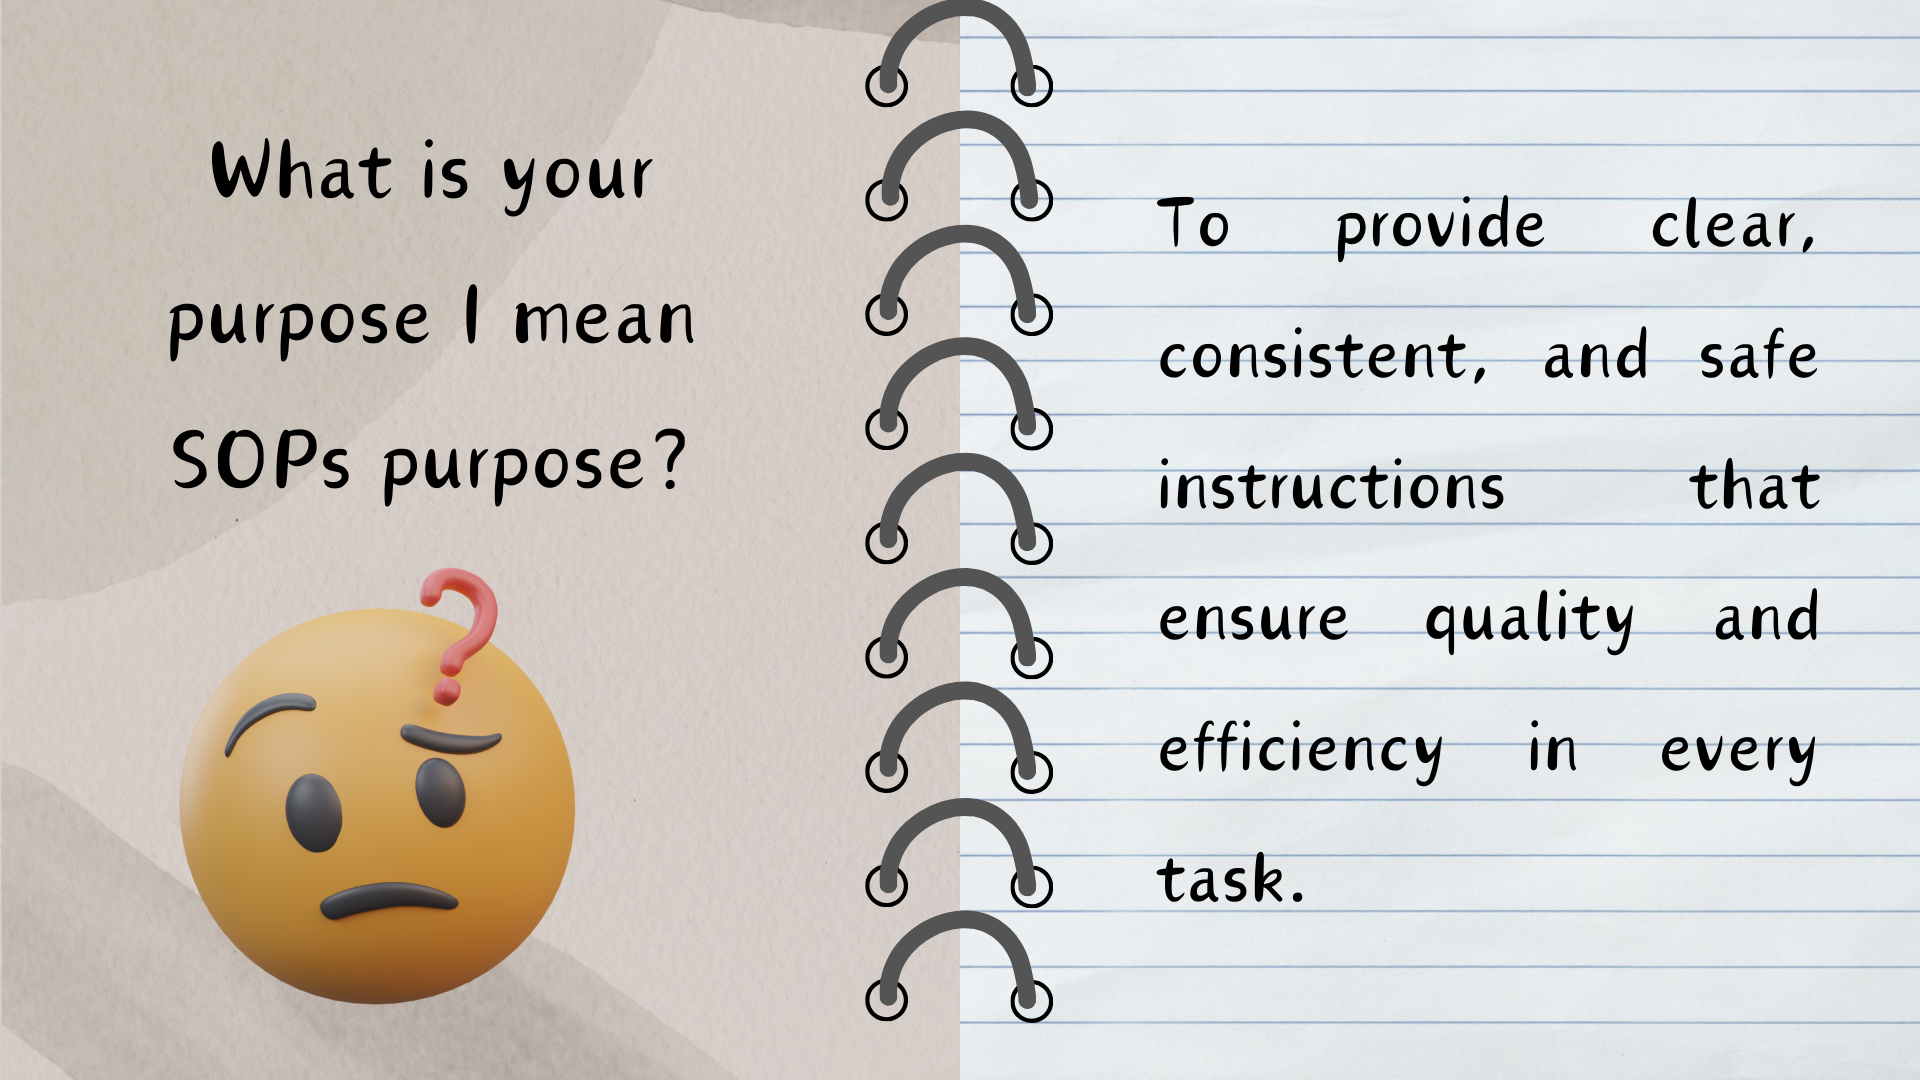 What is your
purpose I mean
SOPs purpose?
To provide clear,
consistent, and safe
instructions that
ensure quality and
efficiency in every
task.